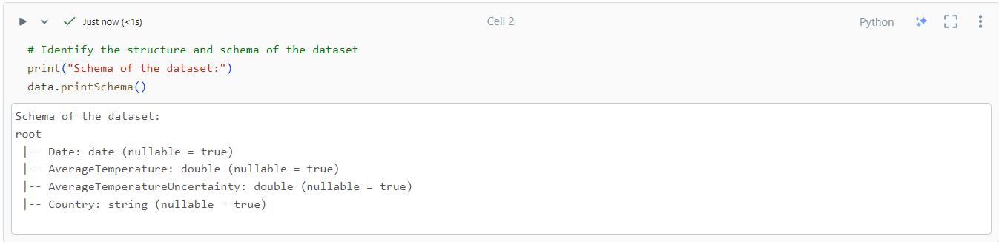 Just now (<1s)
Cell 2
Python
# Identify the structure and schema of the dataset
print("Schema of the dataset:")
data.printSchema()
Schema of the dataset:
root
 |-- Date: date (nullable = true)
 |-- AverageTemperature: double (nullable = true)
 |-- AverageTemperatureUncertainty: double (nullable = true)
 |-- Country: string (nullable = true)